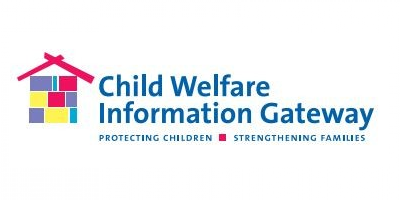 Child Welfare
Information Gateway
PROTECTING CHILDREN ■ STRENGTHENING FAMILIES